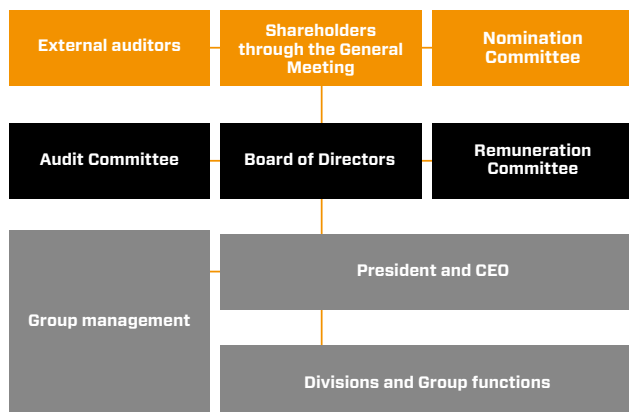 External auditors
Shareholders
through the General
Meeting
Nomination
Committee
Audit Committee
Board of Directors
Remuneration
Committee
Group management
President and CEO
Divisions and Group functions